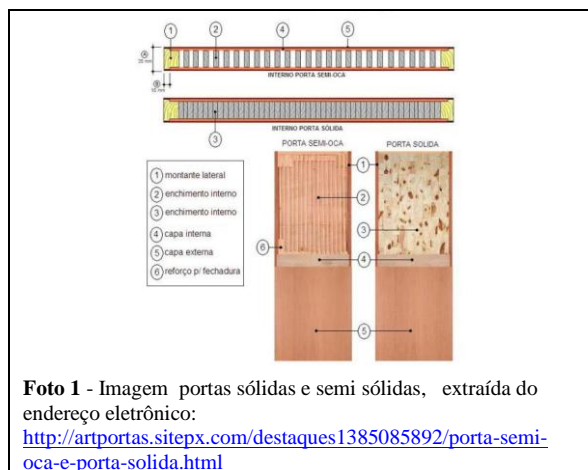 1 2 4 5
A
35 mm
INTERNO PORTA SEMI-OCA
B
INTERNO PORTA SÓLIDA
3
PORTA SEMI-OCA PORTA SOLIDA
1 montante lateral
2 enchimento interno
3 enchimento interno
4 capa interna
5 capa externa
6 reforço p/ fechadura
1
2
3
6
4
5
Foto 1 - Imagem portas sólidas e semi sólidas, extraída do
endereço eletrônico:
http://artportas.sitepx.com/destaques1385085892/porta-semi-
oca-e-porta-solida.html